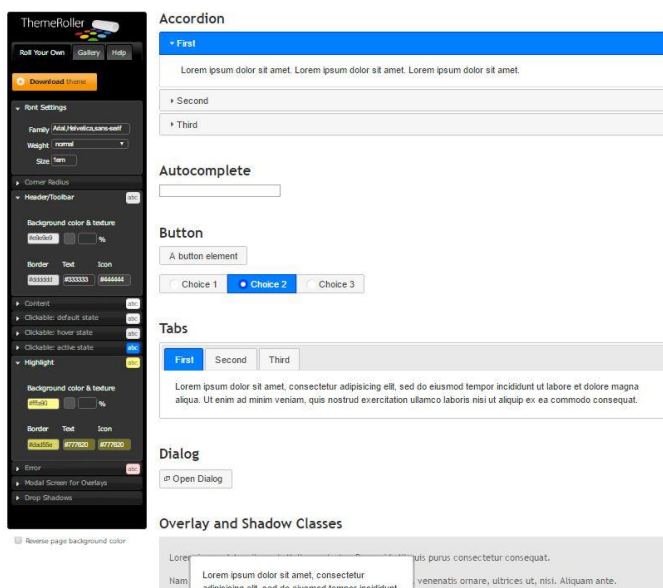 ThemeRoller
Roll Your Own Gallery Help
Download theme
Font Settings
Family Arial,Helvetica,sans-serif
Weight normal
Size 1em
Corner Radius
Header/Toolbar abc
Background color & texture
#e9e9e9 %
Border Text Icon
#dddddd #333333 #444444
Content abc
Clickable: default state abc
Clickable: hover state abc
Clickable: active state abc
Highlight abc
Background color & texture
#fffa90 %
Border Text Icon
#dad55e #777620 #777620
Error abc
Modal Screen for Overlays
Drop Shadows
Reverse page background color
Accordion
First
Lorem ipsum dolor sit amet. Lorem ipsum dolor sit amet. Lorem ipsum dolor sit amet.
Second
Third
Autocomplete
Button
A button element
Choice 1 Choice 2 Choice 3
Tabs
First Second Third
Lorem ipsum dolor sit amet, consectetur adipisicing elit, sed do eiusmod tempor incididunt ut labore et dolore magna
aliqua. Ut enim ad minim veniam, quis nostrud exercitation ullamco laboris nisi ut aliquip ex ea commodo consequat.
Dialog
Open Dialog
Overlay and Shadow Classes
quis purus consectetur consequat.
Nam venenatis ornare, ultrices ut, nisi. Aliquam ante.
Lorem ipsum dolor sit amet, consectetur